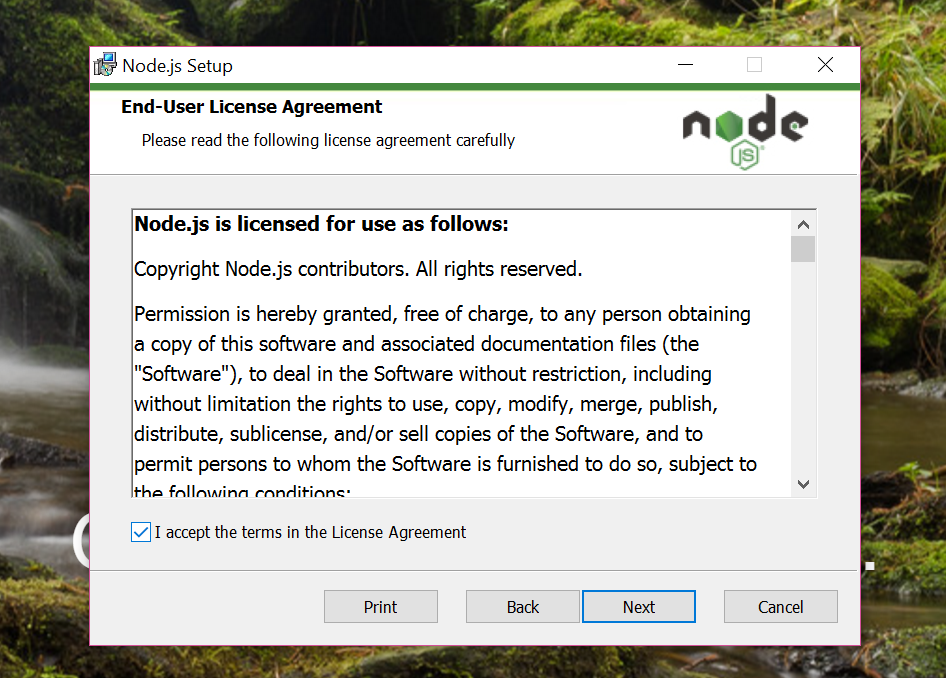 Node.js Setup
End-User License Agreement
Please read the following license agreement carefully
node
JS
Node.js is licensed for use as follows:
Copyright Node.js contributors. All rights reserved.
Permission is hereby granted, free of charge, to any person obtaining
a copy of this software and associated documentation files (the
"Software"), to deal in the Software without restriction, including
without limitation the rights to use, copy, modify, merge, publish,
distribute, sublicense, and/or sell copies of the Software, and to
permit persons to whom the Software is furnished to do so, subject to
the following conditions:
I accept the terms in the License Agreement
Print
Back
Next
Cancel